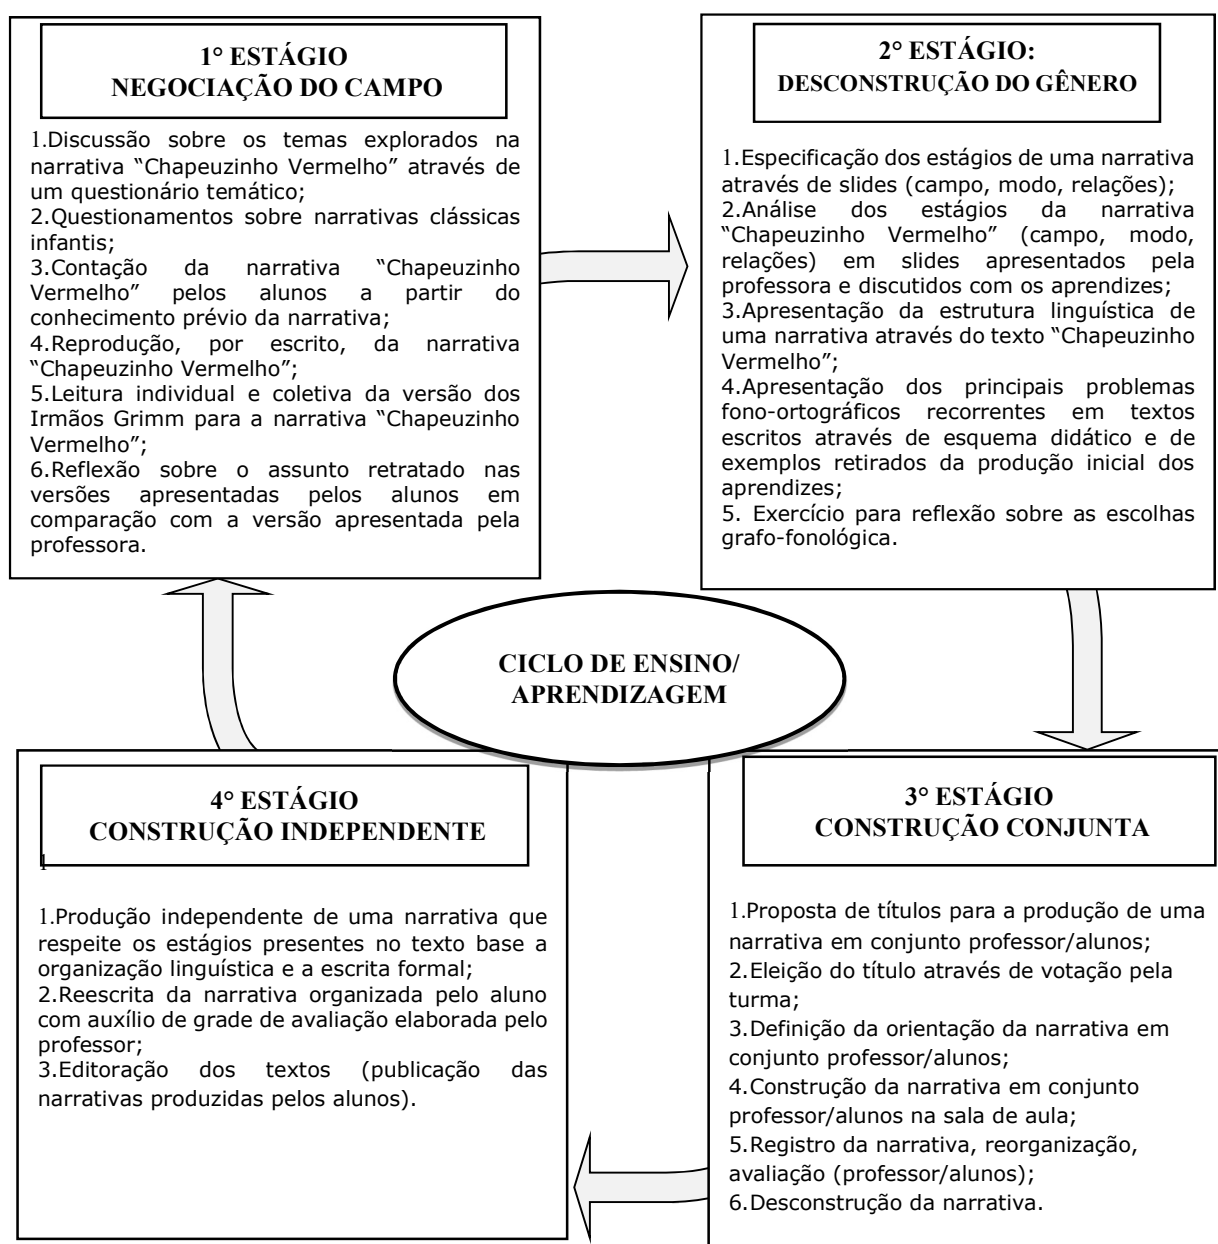 1° ESTÁGIO
NEGOCIAÇÃO DO CAMPO
1.Discussão sobre os temas explorados na
narrativa “Chapeuzinho Vermelho” através de
um questionário temático;
2.Questionamentos sobre narrativas clássicas
infantis;
3.Contação da narrativa “Chapeuzinho
Vermelho” pelos alunos a partir do
conhecimento prévio da narrativa;
4.Reprodução, por escrito, da narrativa
“Chapeuzinho Vermelho”;
5.Leitura individual e coletiva da versão dos
Irmãos Grimm para a narrativa “Chapeuzinho
Vermelho”;
6.Reflexão sobre o assunto retratado nas
versões apresentadas pelos alunos em
comparação com a versão apresentada pela
professora.
2° ESTÁGIO:
DESCONSTRUÇÃO DO GÊNERO
1.Especificação dos estágios de uma narrativa
através de slides (campo, modo, relações);
2.Análise dos estágios da narrativa
“Chapeuzinho Vermelho” (campo, modo,
relações) em slides apresentados pela
professora e discutidos com os aprendizes;
3.Apresentação da estrutura linguística de
uma narrativa através do texto “Chapeuzinho
Vermelho”;
4.Apresentação dos principais problemas
fono-ortográficos recorrentes em textos
escritos através de esquema didático e de
exemplos retirados da produção inicial dos
aprendizes;
5. Exercício para reflexão sobre as escolhas
grafo-fonológica.
CICLO DE ENSINO/
APRENDIZAGEM
3° ESTÁGIO
CONSTRUÇÃO CONJUNTA
1.Proposta de títulos para a produção de uma
narrativa em conjunto professor/alunos;
2.Eleição do título através de votação pela
turma;
3.Definição da orientação da narrativa em
conjunto professor/alunos;
4.Construção da narrativa em conjunto
professor/alunos na sala de aula;
5.Registro da narrativa, reorganização,
avaliação (professor/alunos);
6.Desconstrução da narrativa.
4° ESTÁGIO
CONSTRUÇÃO INDEPENDENTE
1.Produção independente de uma narrativa que
respeite os estágios presentes no texto base a
organização linguística e a escrita formal;
2.Reescrita da narrativa organizada pelo aluno
com auxílio de grade de avaliação elaborada pelo
professor;
3.Editoração dos textos (publicação das
narrativas produzidas pelos alunos).